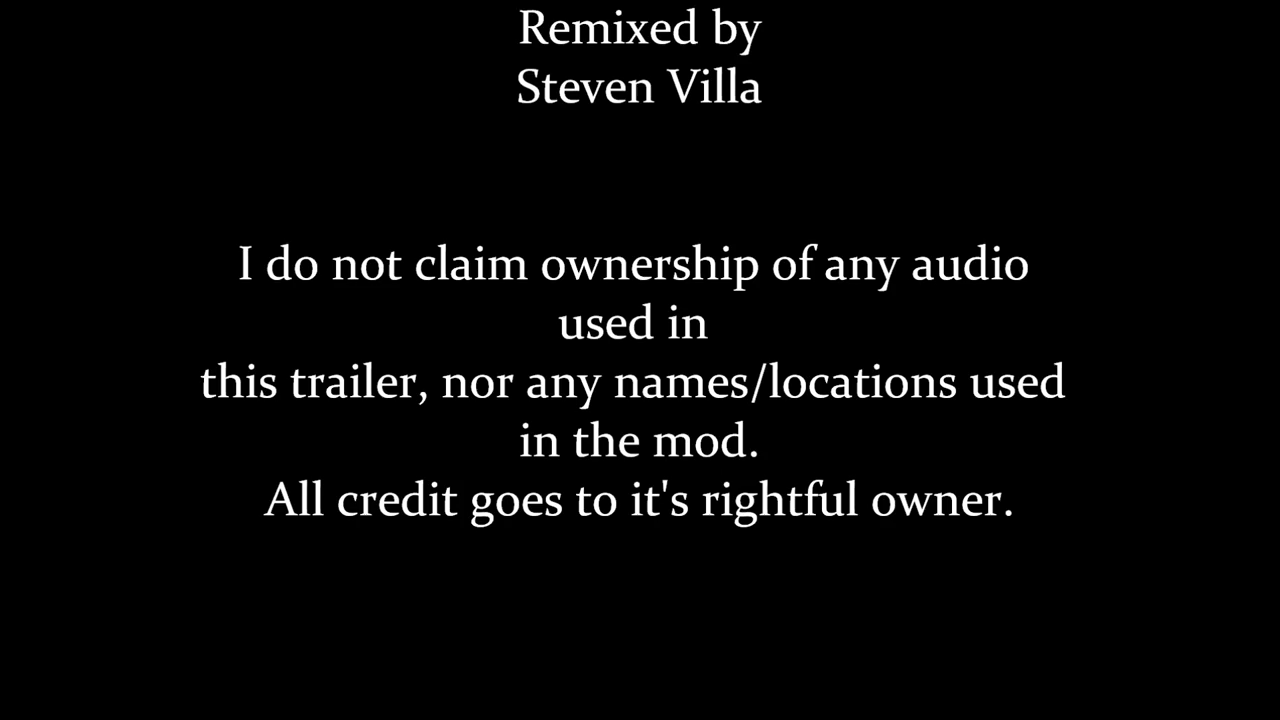 Remixed by
Steven Villa
I do not claim ownership of any audio
used in
this trailer, nor any names/locations used
in the mod.
All credit goes to it's rightful owner.